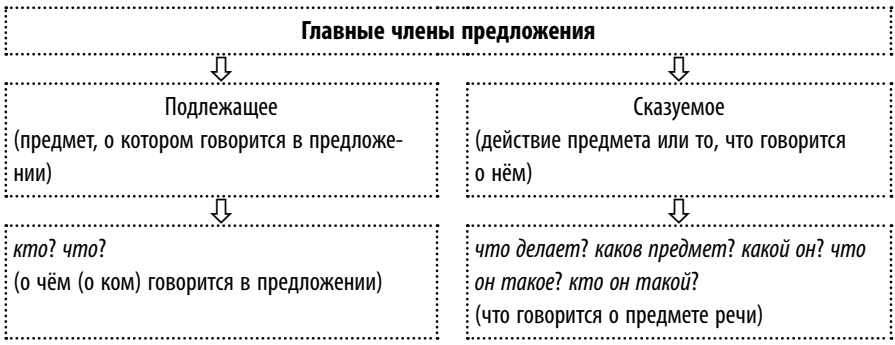 Главные члены предложения
Подлежащее
(предмет, о котором говорится в предложе-
нии)
Сказуемое
(действие предмета или то, что говорится
о нём)
кто? что?
(о чём (о ком) говорится в предложении)
что делает? каков предмет? какой он? что
он такое? кто он такой?
(что говорится о предмете речи)